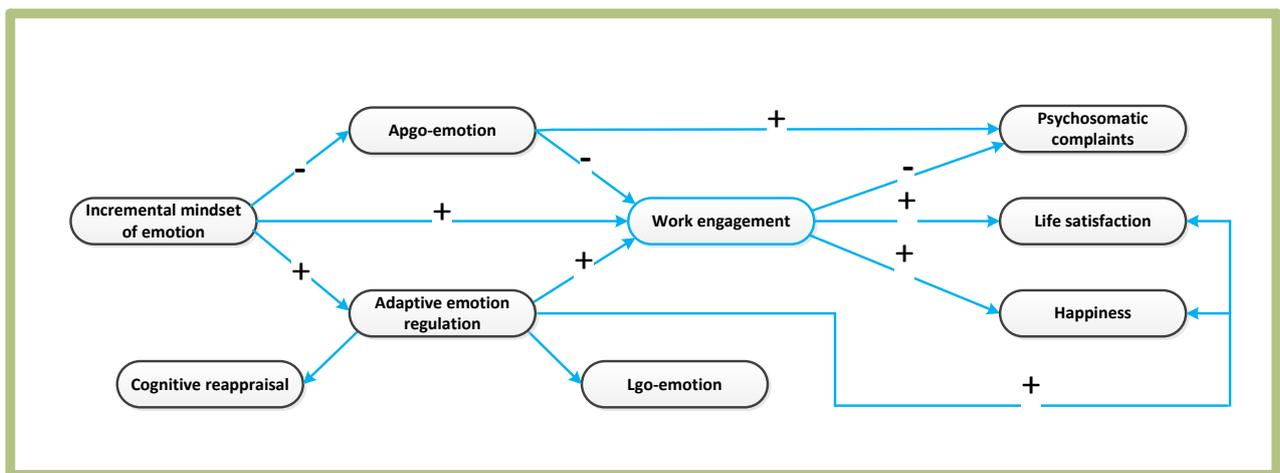 Apgo-emotion
+
Psychosomatic
complaints
-
-
-
+
Incremental mindset
of emotion
+
Work engagement
Life satisfaction
+
+
+
Adaptive emotion
regulation
Happiness
Cognitive reappraisal
Lgo-emotion
+